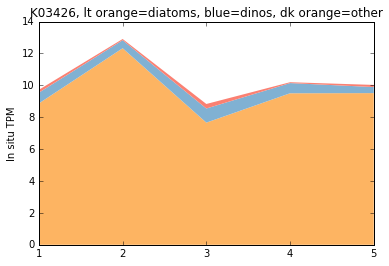 K03426, lt orange=diatoms, blue=dinos, dk orange=other
14
12
10
8
6
4
2
0
In situ TPM
1 2 3 4 5